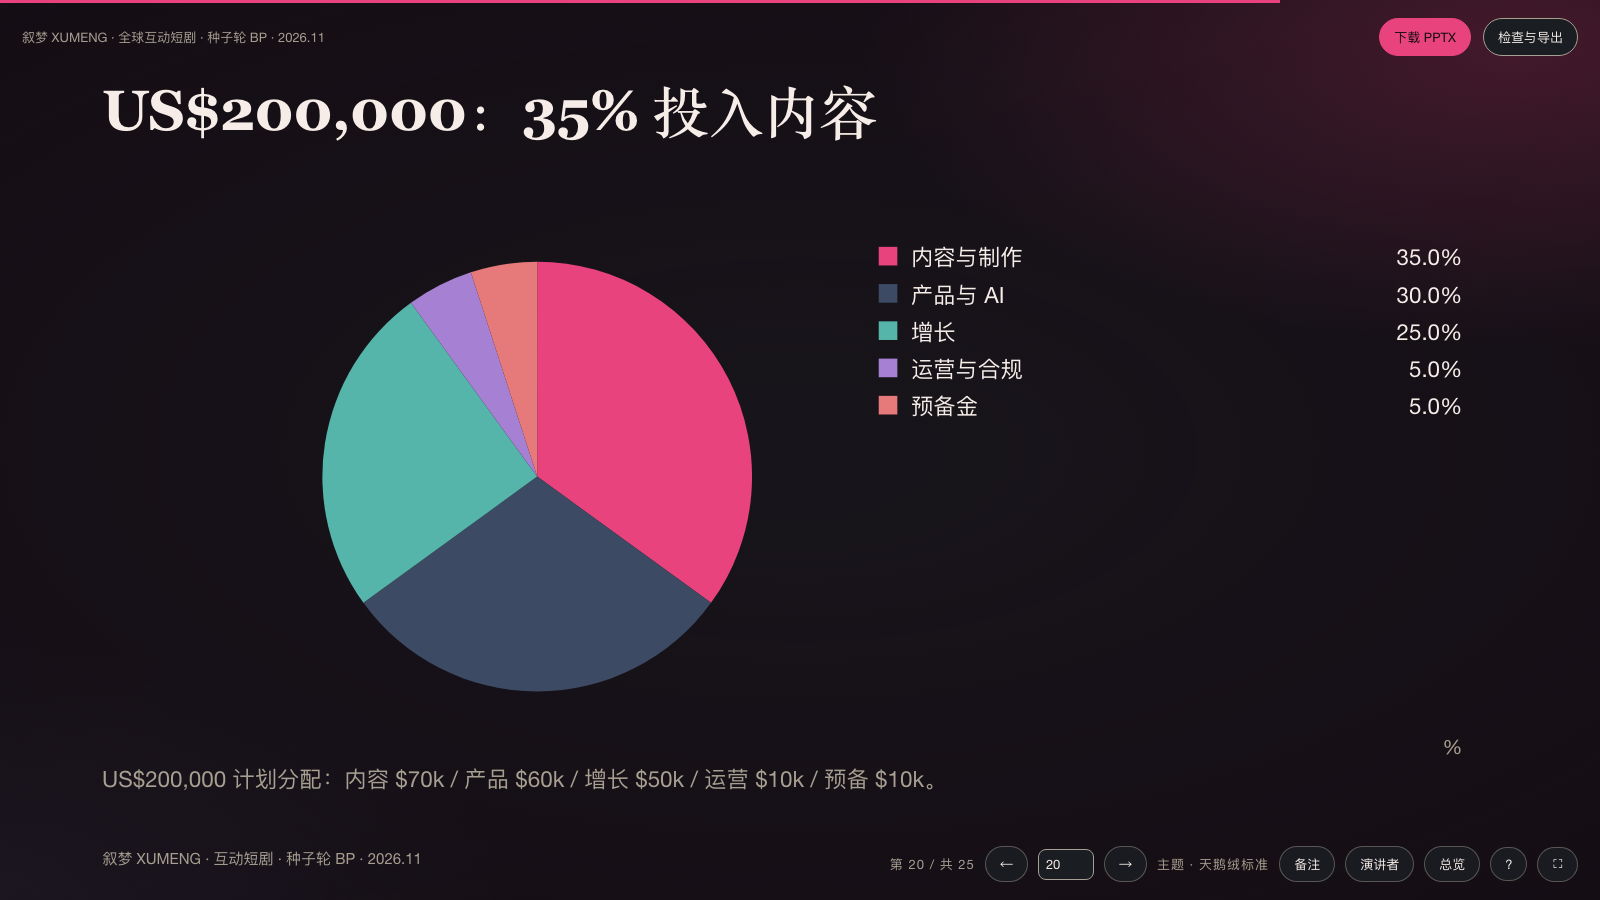 叙梦 XUMENG · 全球互动短剧 · 种子轮 BP · 2026.11
下载 PPTX
检查与导出
US$200,000：35% 投入内容
内容与制作 35.0%
产品与 AI 30.0%
增长 25.0%
运营与合规 5.0%
预备金 5.0%
%
US$200,000 计划分配：内容 $70k / 产品 $60k / 增长 $50k / 运营 $10k / 预备 $10k。
叙梦 XUMENG · 互动短剧 · 种子轮 BP · 2026.11
第 20 / 共 25 ← 20 → 主题 · 天鹅绒标准 备注 演讲者 总览 ?